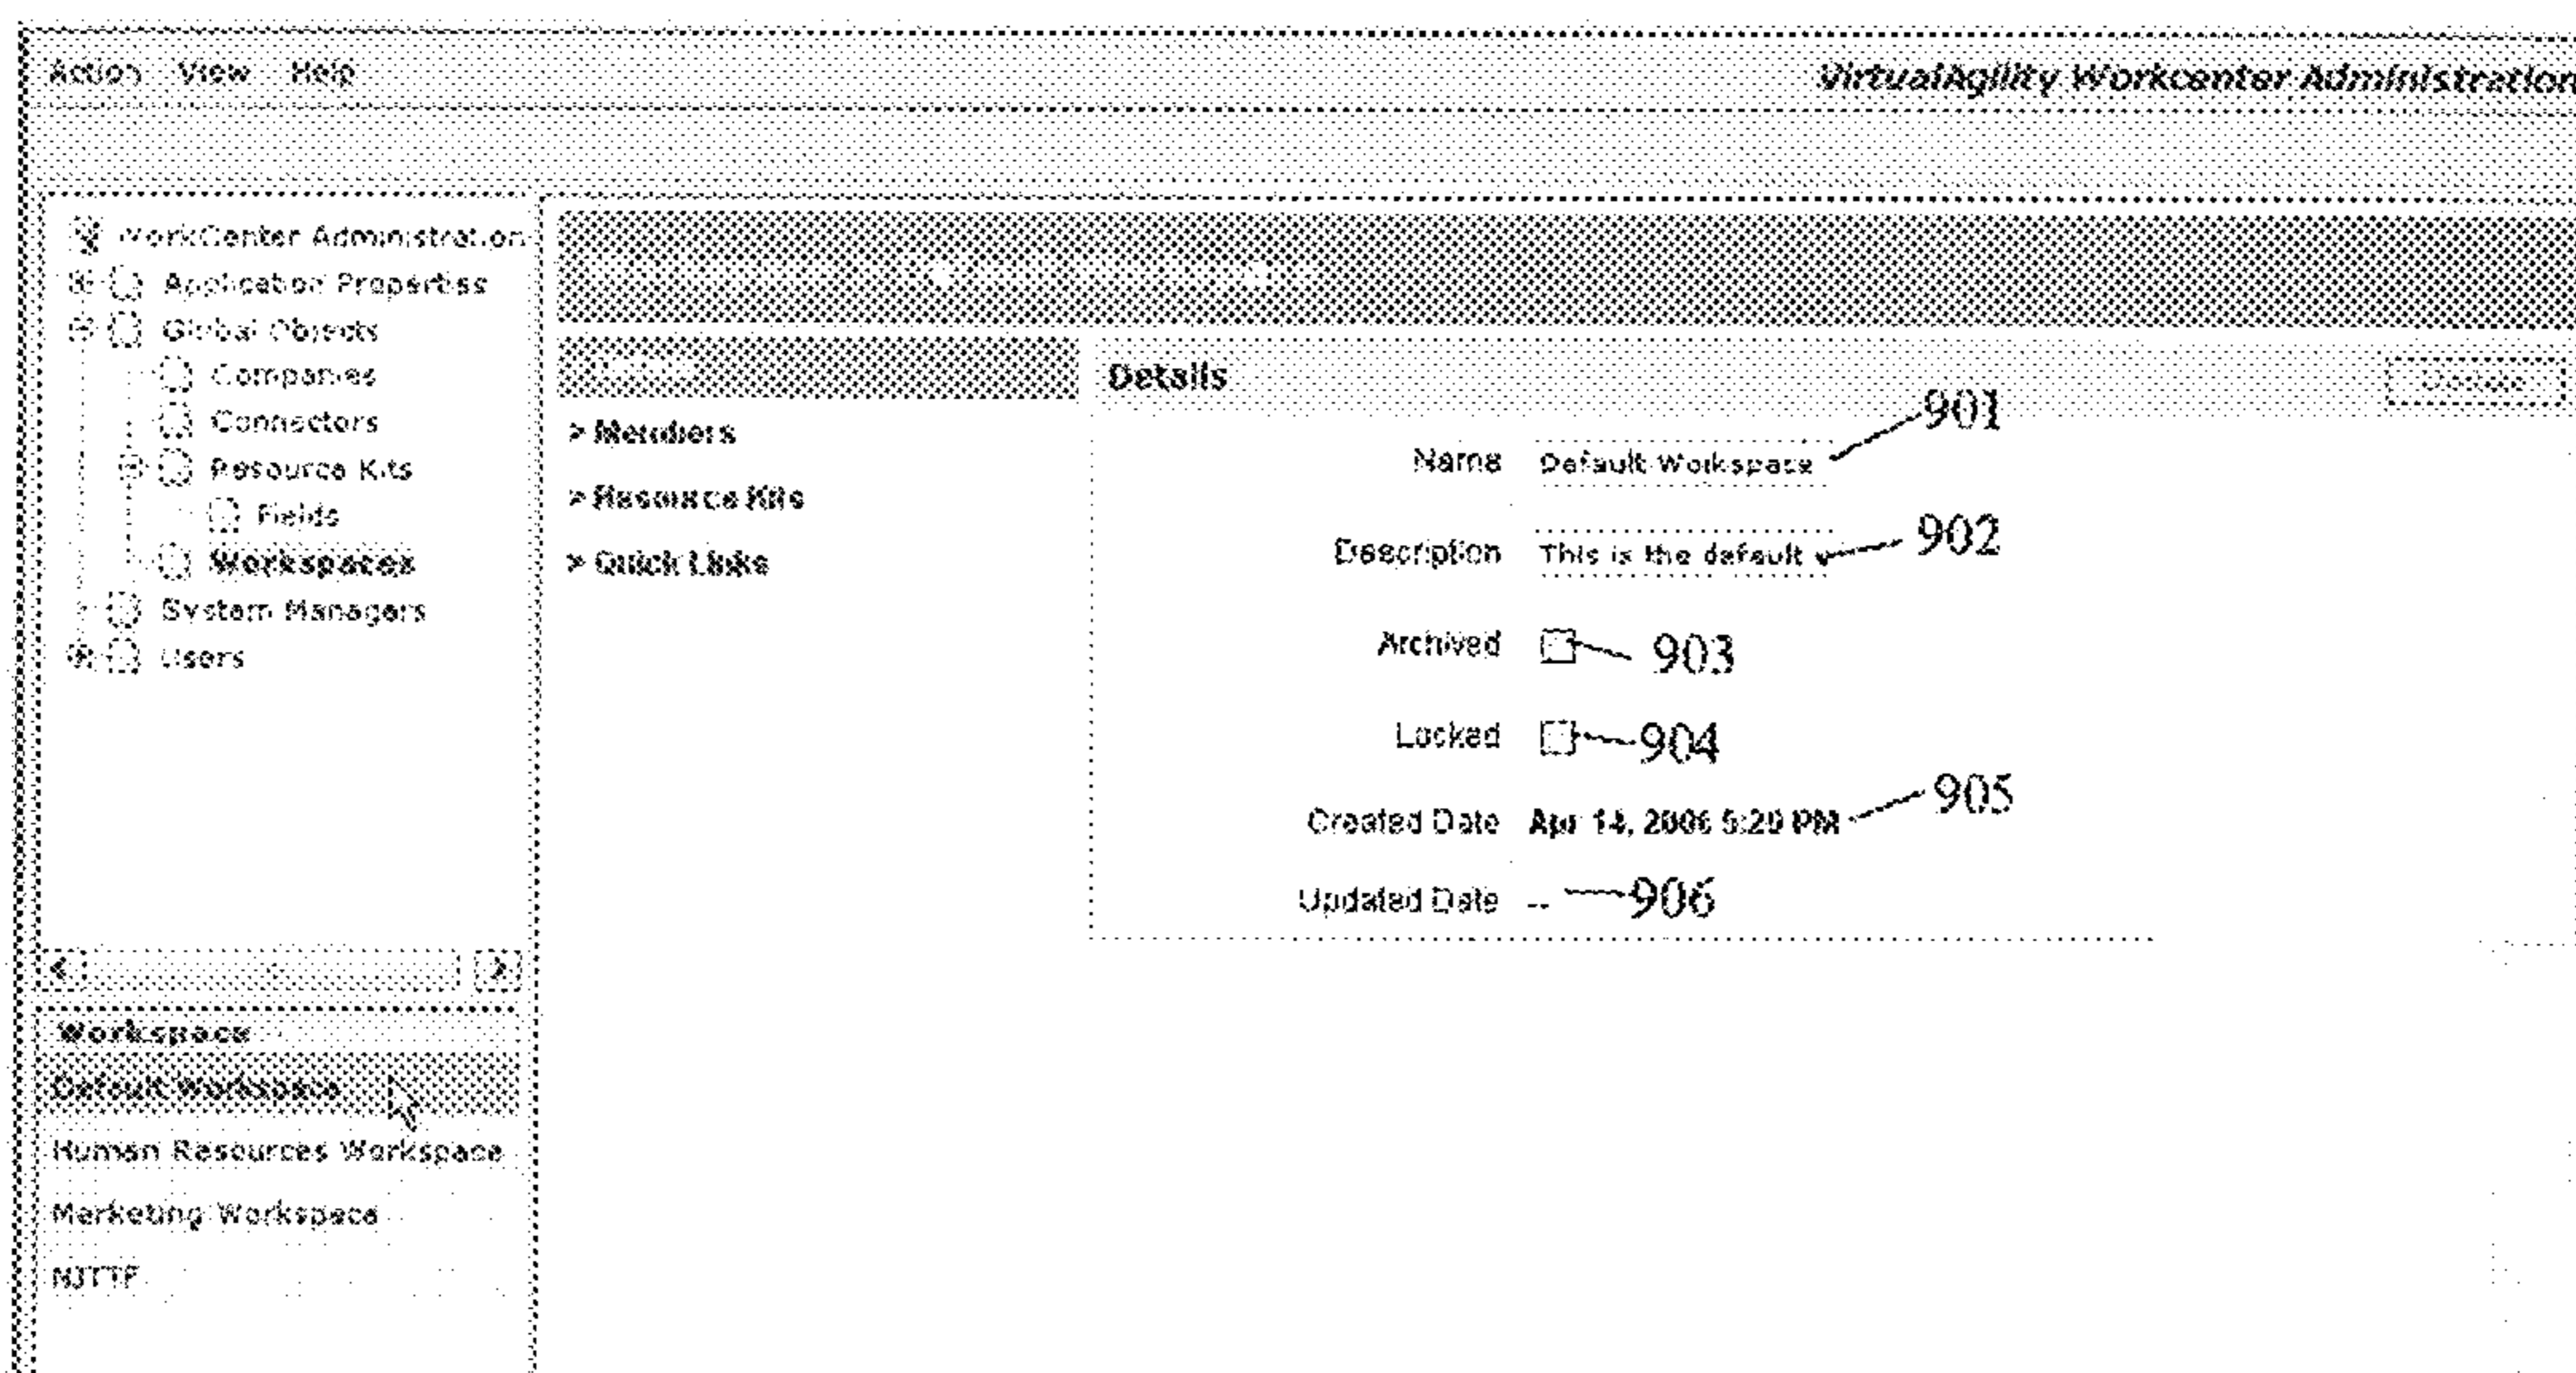 Action View Help
VirtualAgility Workcenter Administration
WorkCenter Administration
Application Properties
Global Objects
Companies
Connectors
Resource Kits
Fields
Workspaces
System Managers
Users
> Members
> Resource Kits
> Quick Links
Details
Update
Name Default Workspace 901
Description This is the default 902
Archived 903
Locked 904
Created Date Apr 14, 2006 5:29 PM 905
Updated Date -- 906
Workspace
Default Workspace
Human Resources Workspace
Marketing Workspace
NJTTF